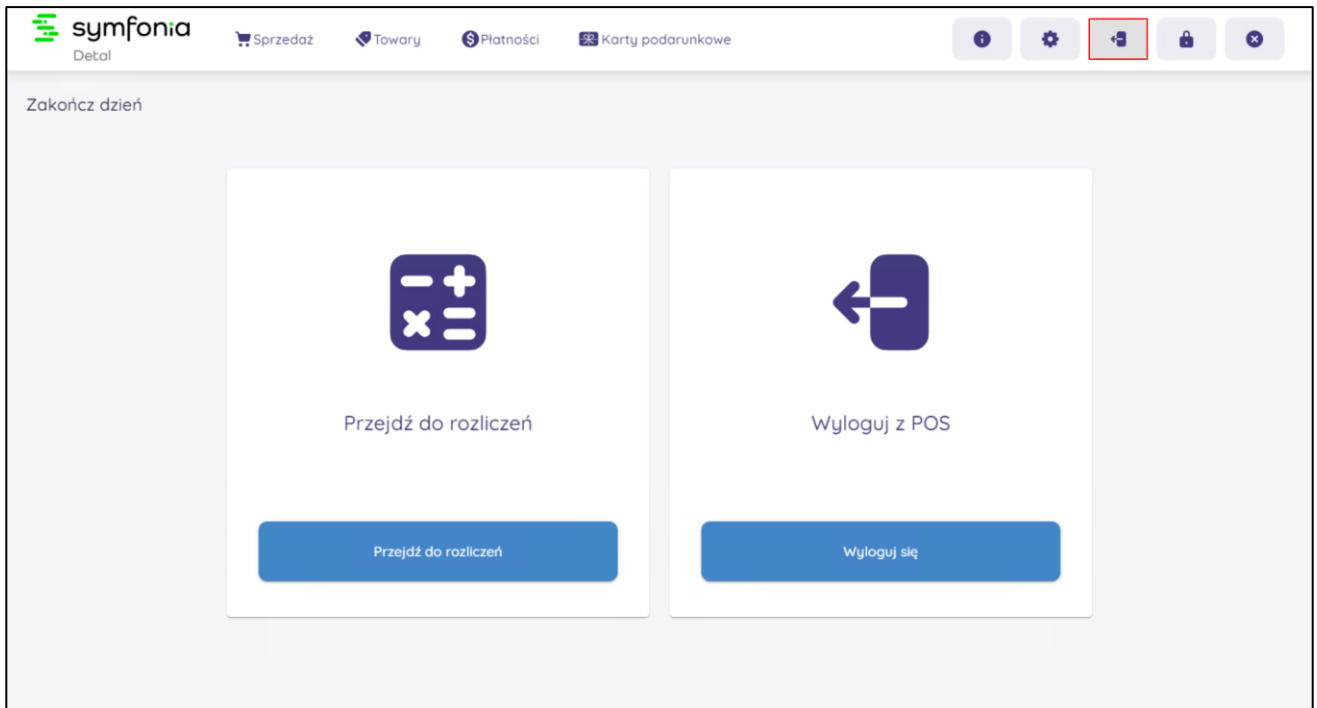 symfonia
Detal
Sprzedaż Towary Płatności Karty podarunkowe
Zakończ dzień
Przejdź do rozliczeń
Wyloguj z POS
Przejdź do rozliczeń
Wyloguj się